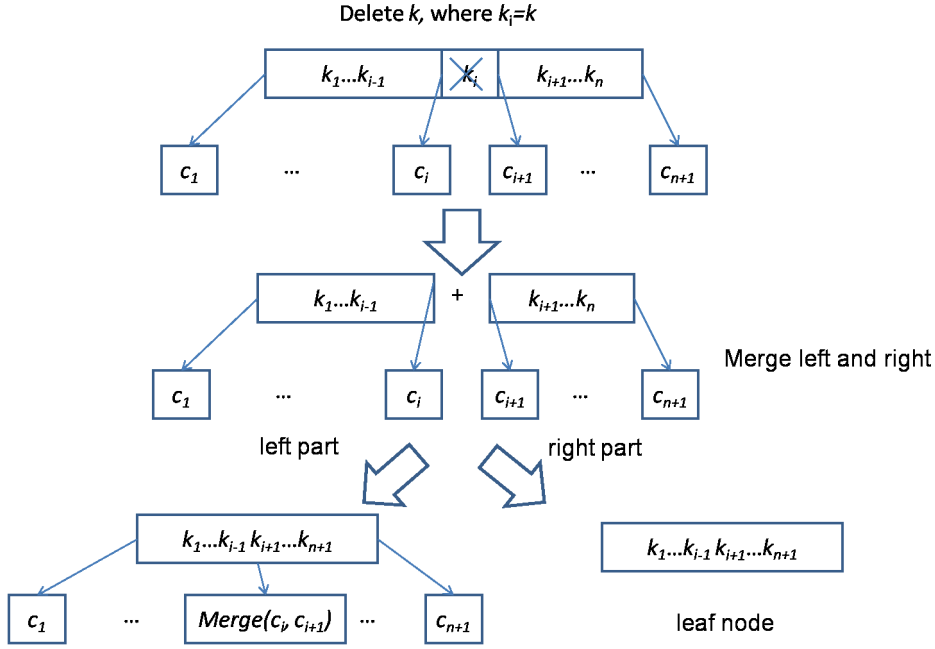 Delete k, where kᵢ=k
k₁...kᵢ₋₁ kᵢ kᵢ₊₁...kₙ
c₁ ... cᵢ cᵢ₊₁ ... cₙ₊₁
k₁...kᵢ₋₁ + kᵢ₊₁...kₙ
Merge left and right
c₁ ... cᵢ cᵢ₊₁ ... cₙ₊₁
left part right part
k₁...kᵢ₋₁ kᵢ₊₁...kₙ₊₁ k₁...kᵢ₋₁ kᵢ₊₁...kₙ₊₁
c₁ ... Merge(cᵢ, cᵢ₊₁) ... cₙ₊₁ leaf node